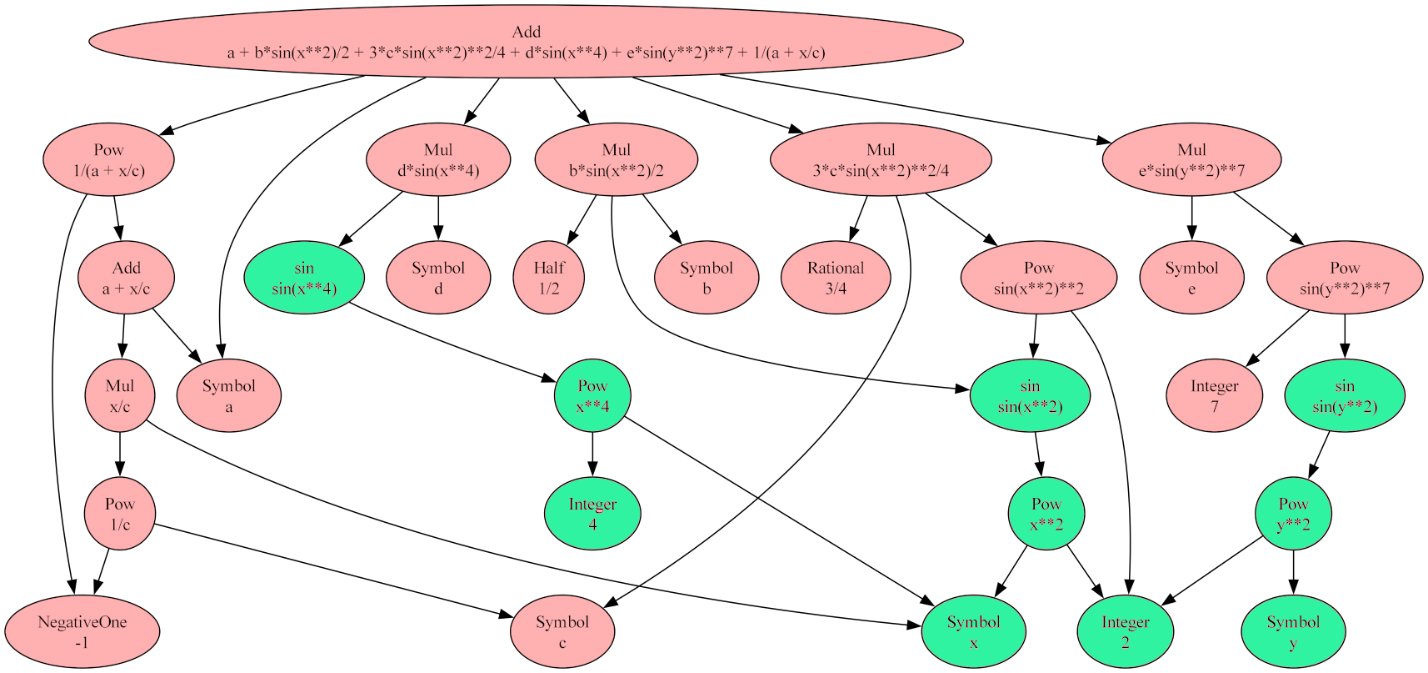 Add
a + b*sin(x**2)/2 + 3*c*sin(x**2)**2/4 + d*sin(x**4) + e*sin(y**2)**7 + 1/(a + x/c)
Pow
1/(a + x/c)
Mul
d*sin(x**4)
Mul
b*sin(x**2)/2
Mul
3*c*sin(x**2)**2/4
Mul
e*sin(y**2)**7
Add
a + x/c
sin
sin(x**4)
Symbol
d
Half
1/2
Symbol
b
Rational
3/4
Pow
sin(x**2)**2
Symbol
e
Pow
sin(y**2)**7
Mul
x/c
Symbol
a
Pow
x**4
sin
sin(x**2)
Integer
7
sin
sin(y**2)
Pow
1/c
Integer
4
Pow
x**2
Pow
y**2
NegativeOne
-1
Symbol
c
Symbol
x
Integer
2
Symbol
y